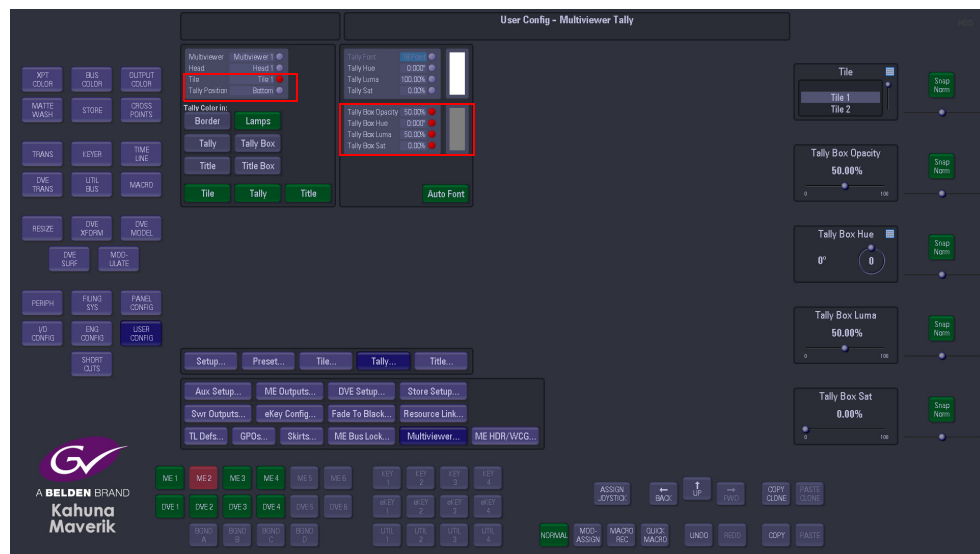 User Config - Multiviewer Tally
XPT COLOR
BUS COLOR
OUTPUT COLOR
MATTE WASH
STORE
CROSS POINTS
TRANS
KEYER
TIME LINE
DVE TRANS
UTIL BUS
MACRO
RESIZE
DVE XFORM
DVE MODEL
DVE SURF
MOD- ULATE
PERIPH
FILING SYS
PANEL CONFIG
I/O CONFIG
ENG CONFIG
USER CONFIG
SHORT CUTS
Multiviewer Multiviewer 1
Head Head 1
Tile Tile 1
Tally Position Bottom
Tally Color in:
Border Lamps
Tally Tally Box
Title Title Box
Tile Tally Title
Tally Font
Tally Hue 0.000°
Tally Luma 100.00%
Tally Sat 0.00%
Tally Box Opacity 50.00%
Tally Box Hue 0.000°
Tally Box Luma 50.00%
Tally Box Sat 0.00%
Auto Font
Setup... Preset... Tile... Tally... Title...
Aux Setup... ME Outputs... DVE Setup... Store Setup...
Swr Outputs... eKey Config... Fade To Black... Resource Link...
TL Defs... GPOs... Skirts... ME Bus Lock... Multiviewer... ME HDR/WCG...
Tile
Tile 1
Tile 2
Snap Norm
Tally Box Opacity
50.00%
0 100
Snap Norm
Tally Box Hue
0° 0
Snap Norm
Tally Box Luma
50.00%
0 100
Snap Norm
Tally Box Sat
0.00%
0 100
Snap Norm
GV
A BELDEN BRAND
Kahuna
Maverik
ME 1 ME 2 ME 3 ME 4 ME 5 ME 6
DVE 1 DVE 2 DVE 3 DVE 4 DVE 5 DVE 6
BGND A BGND B BGND C BGND D
KEY 1 KEY 2 KEY 3 KEY 4
eKEY 1 eKEY 2 eKEY 3 eKEY 4
UTIL 1 UTIL 2 UTIL 3 UTIL 4
ASSIGN JOYSTICK
BACK
UP
FWD
COPY CLONE
PASTE CLONE
NORMAL
MOD- ASSIGN
MACRO REC
QUICK MACRO
UNDO
REDO
COPY
PASTE